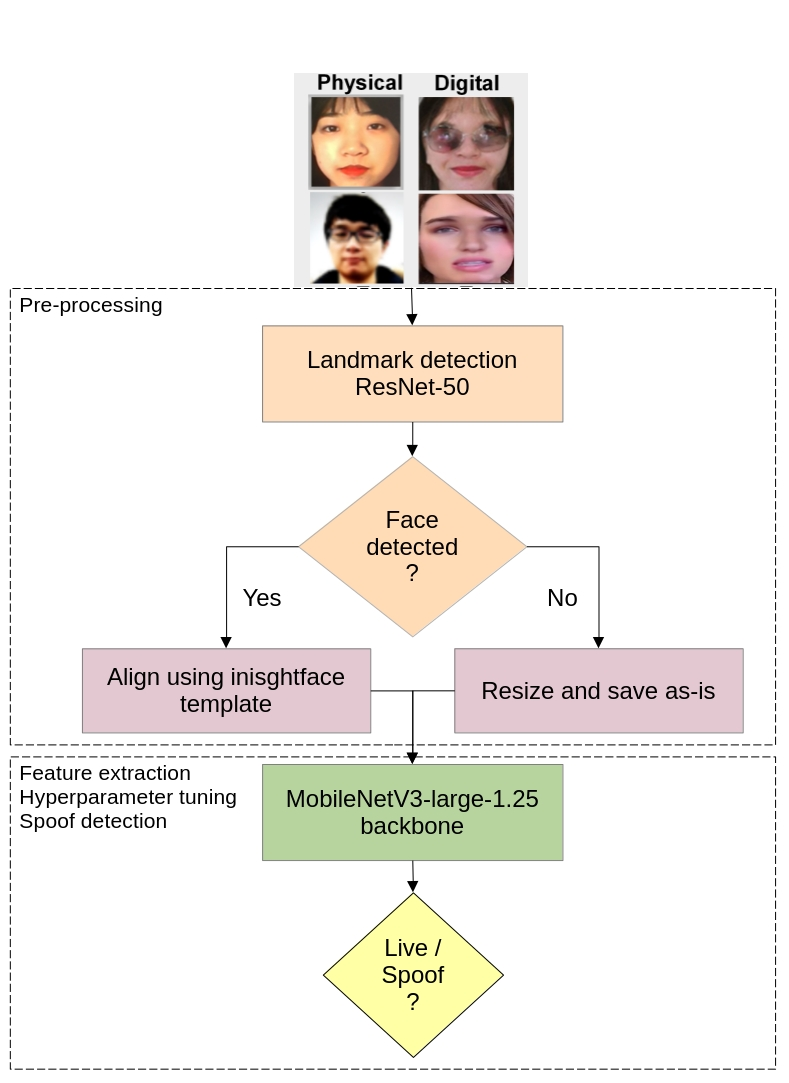 Physical Digital
Pre-processing
Landmark detection
ResNet-50
Face
detected
?
Yes
No
Align using inisghtface
template
Resize and save as-is
Feature extraction
Hyperparameter tuning
Spoof detection
MobileNetV3-large-1.25
backbone
Live /
Spoof
?